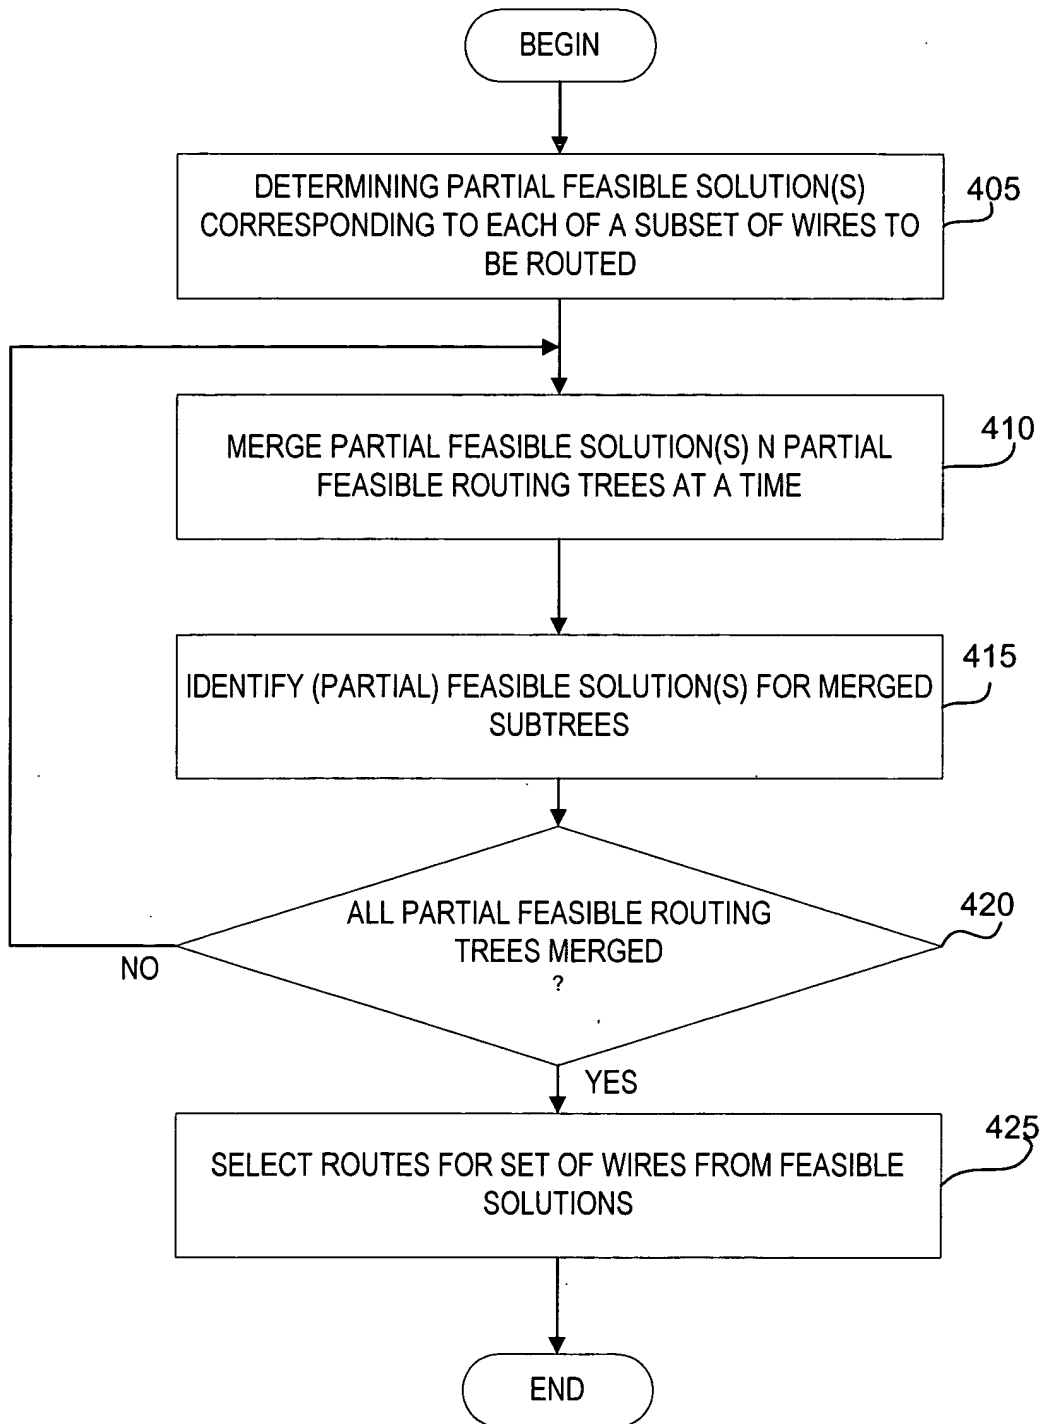 BEGIN
DETERMINING PARTIAL FEASIBLE SOLUTION(S)
CORRESPONDING TO EACH OF A SUBSET OF WIRES TO
BE ROUTED
405
MERGE PARTIAL FEASIBLE SOLUTION(S) N PARTIAL
FEASIBLE ROUTING TREES AT A TIME
410
IDENTIFY (PARTIAL) FEASIBLE SOLUTION(S) FOR MERGED
SUBTREES
415
ALL PARTIAL FEASIBLE ROUTING
TREES MERGED
?
420
NO
YES
SELECT ROUTES FOR SET OF WIRES FROM FEASIBLE
SOLUTIONS
425
END